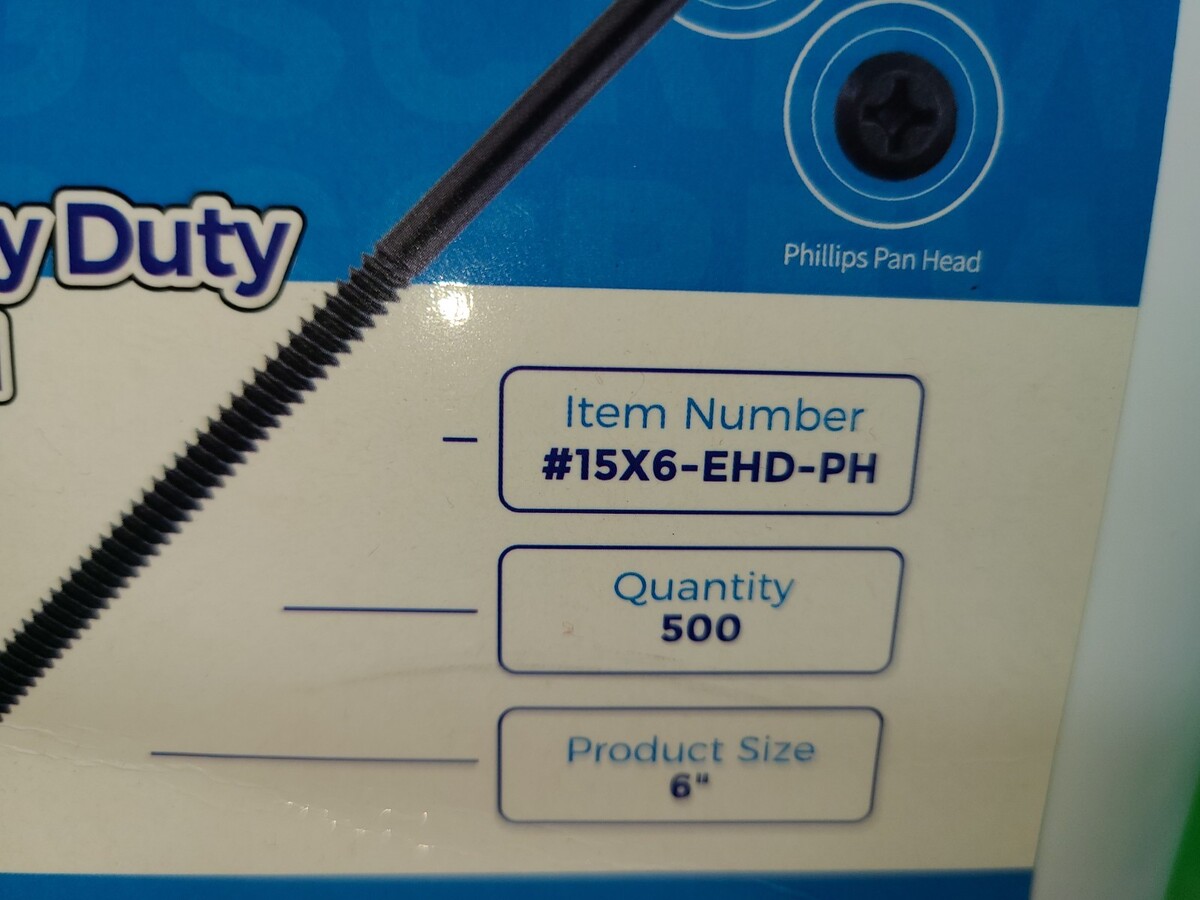 Phillips Pan Head
y Duty
Item Number
#15X6-EHD-PH
Quantity
500
Product Size
6"